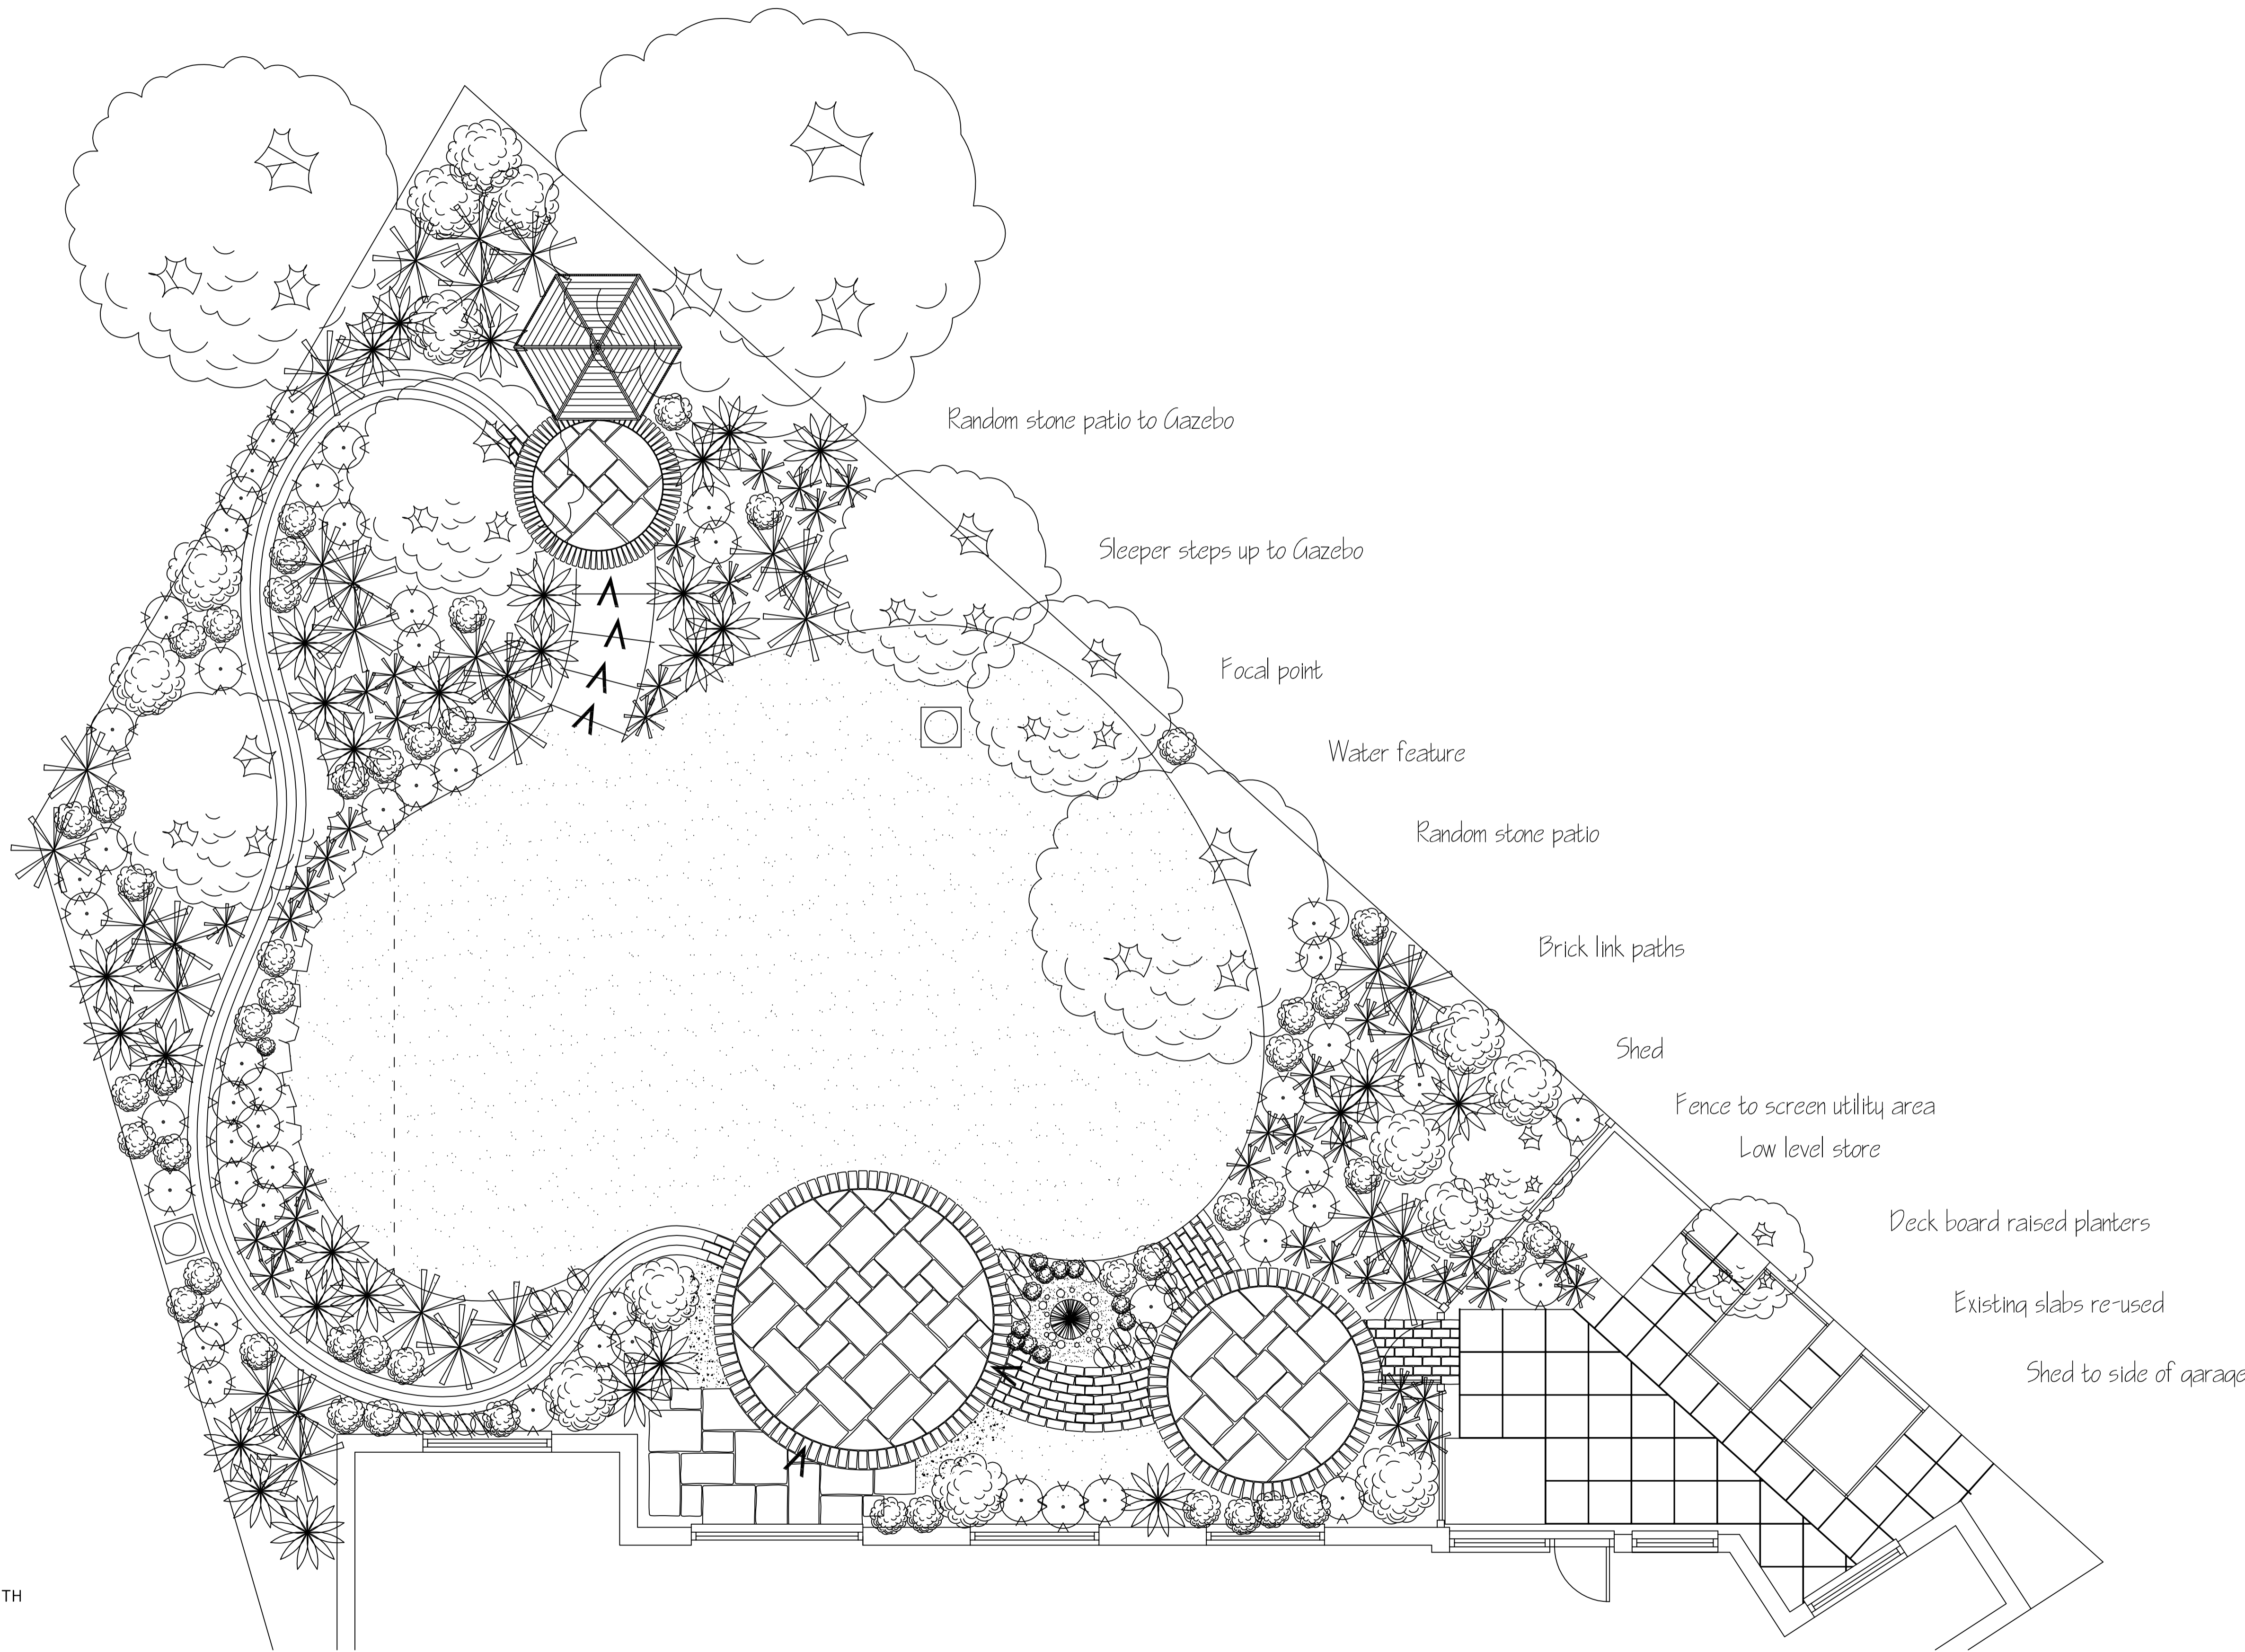 Random stone patio to Gazebo
Sleeper steps up to Gazebo
Focal point
Water feature
Random stone patio
Brick link paths
Shed
Fence to screen utility area
Low level store
Deck board raised planters
Existing slabs re-used
Shed to side of garage
TH